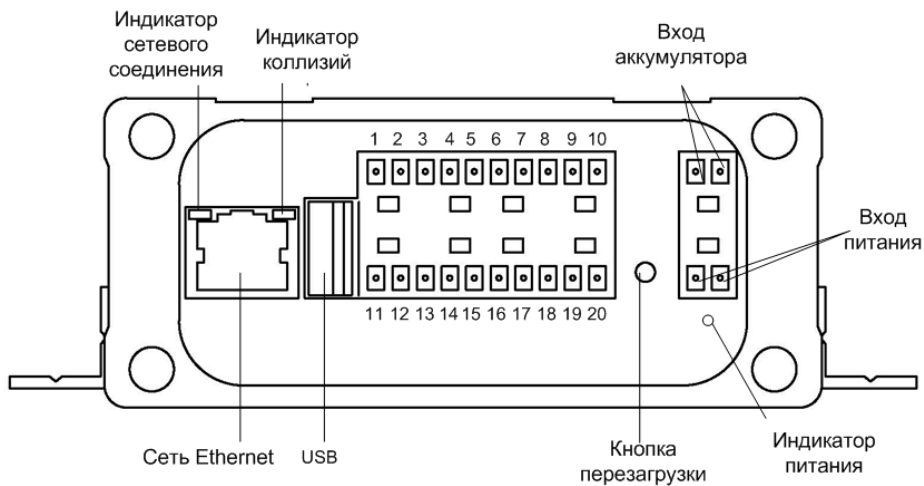 Индикатор
сетевого
соединения
Индикатор
коллизий
Вход
аккумулятора
1 2 3 4 5 6 7 8 9 10
Вход
питания
11 12 13 14 15 16 17 18 19 20
Сеть Ethernet
USB
Кнопка
перезагрузки
Индикатор
питания